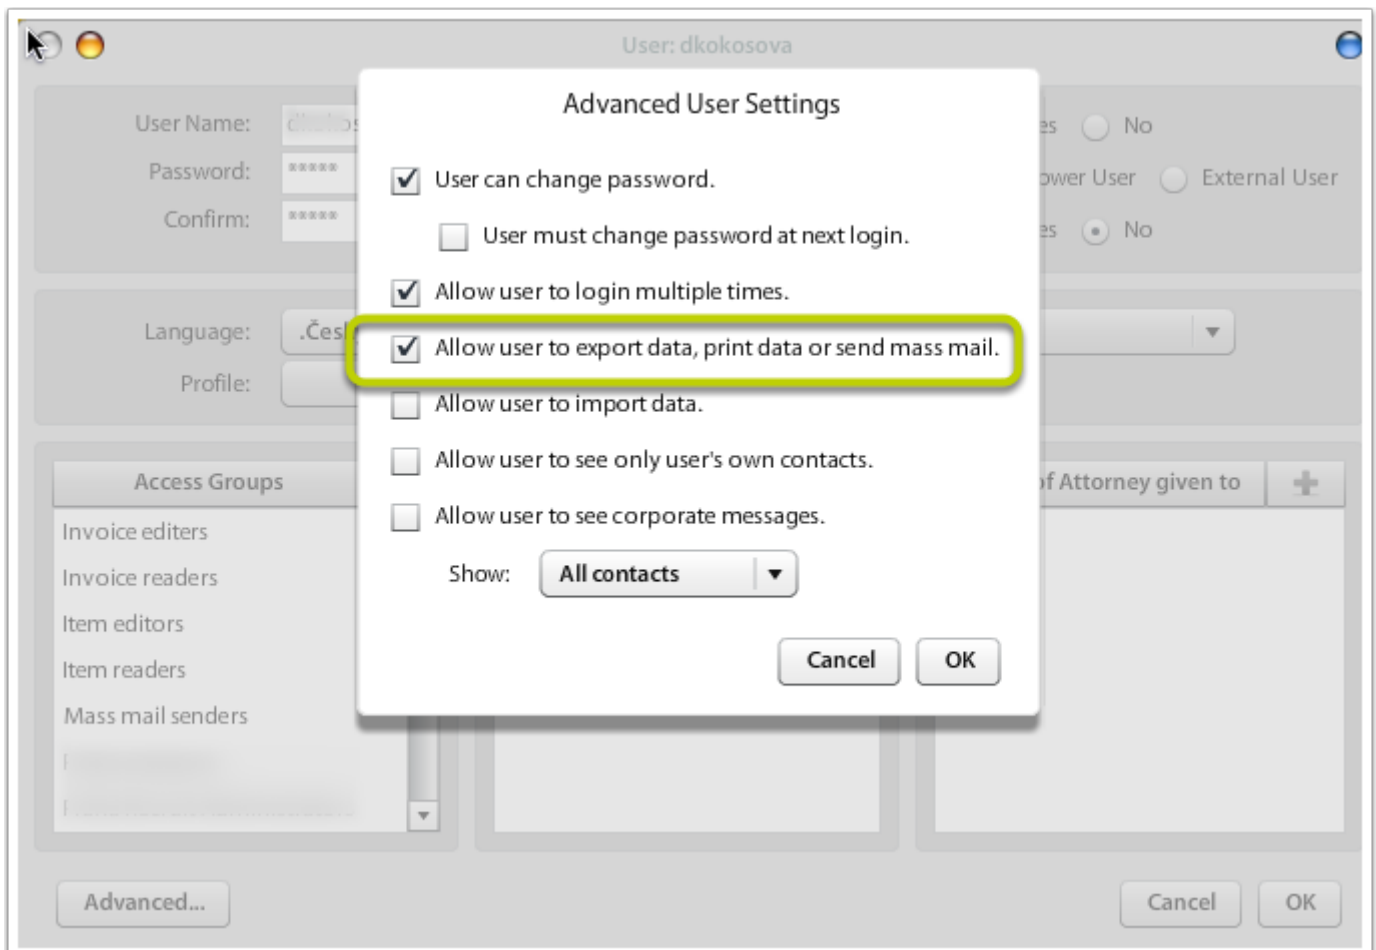 User: dkokosova
Advanced User Settings
User Name:
Password: *****
Confirm: *****
No
User External User
No
User can change password.
User must change password at next login.
Allow user to login multiple times.
Allow user to export data, print data or send mass mail.
Allow user to import data.
Allow user to see only user's own contacts.
Allow user to see corporate messages.
Show: All contacts
Cancel OK
Language:
Profile:
Access Groups
Invoice editers
Invoice readers
Item editors
Item readers
Mass mail senders
of Attorney given to
Advanced...
Cancel OK